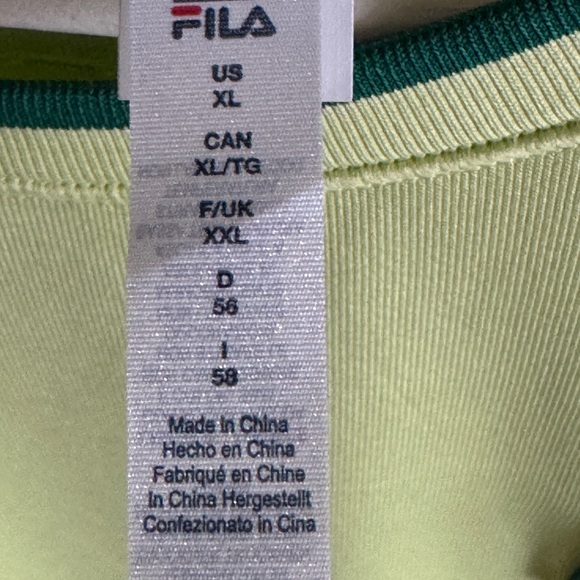 FILA
US
XL
CAN
XL/TG
F/UK
XXL
D
56
I
58
Made in China
Hecho en China
Fabriqué en Chine
In China Hergestellt
Confezionato in Cina